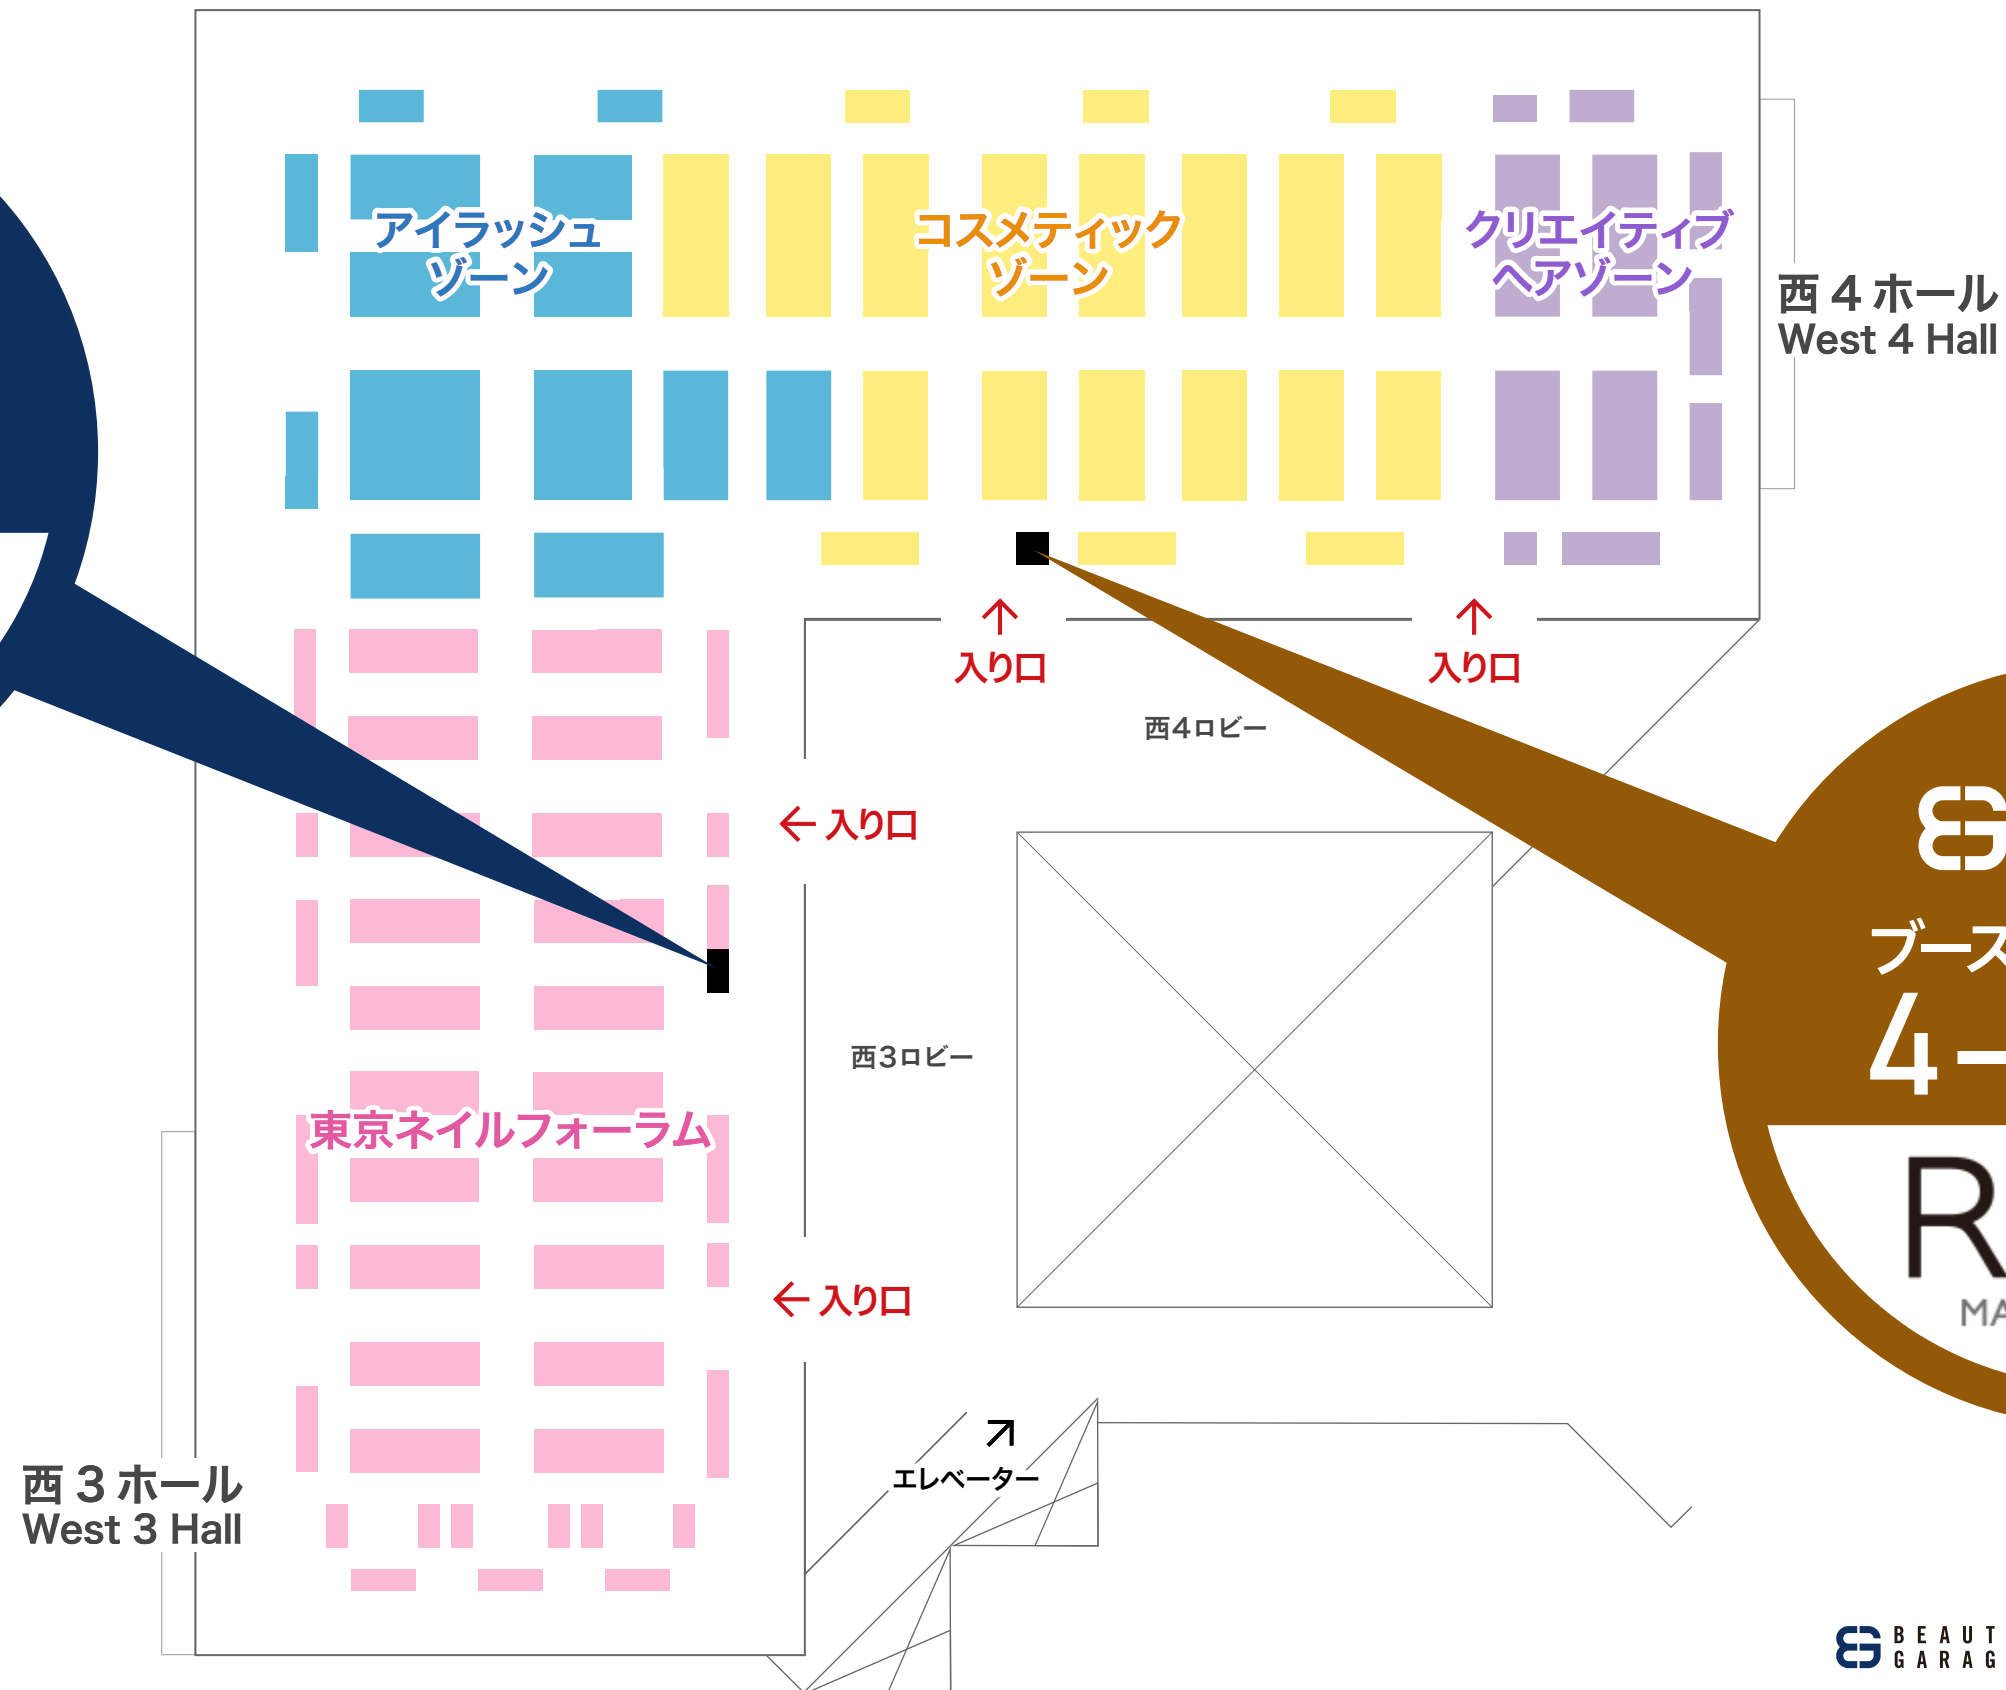 アイラッシュ
ゾーン
コスメティック
ゾーン
クリエイティブ
ヘアゾーン
西 4 ホール
West 4 Hall
入り口
入り口
西4ロビー
入り口
ブース
4 –
西3ロビー
東京ネイルフォーラム
R
MA
入り口
エレベーター
西 3 ホール
West 3 Hall
BEAUT
GARAG